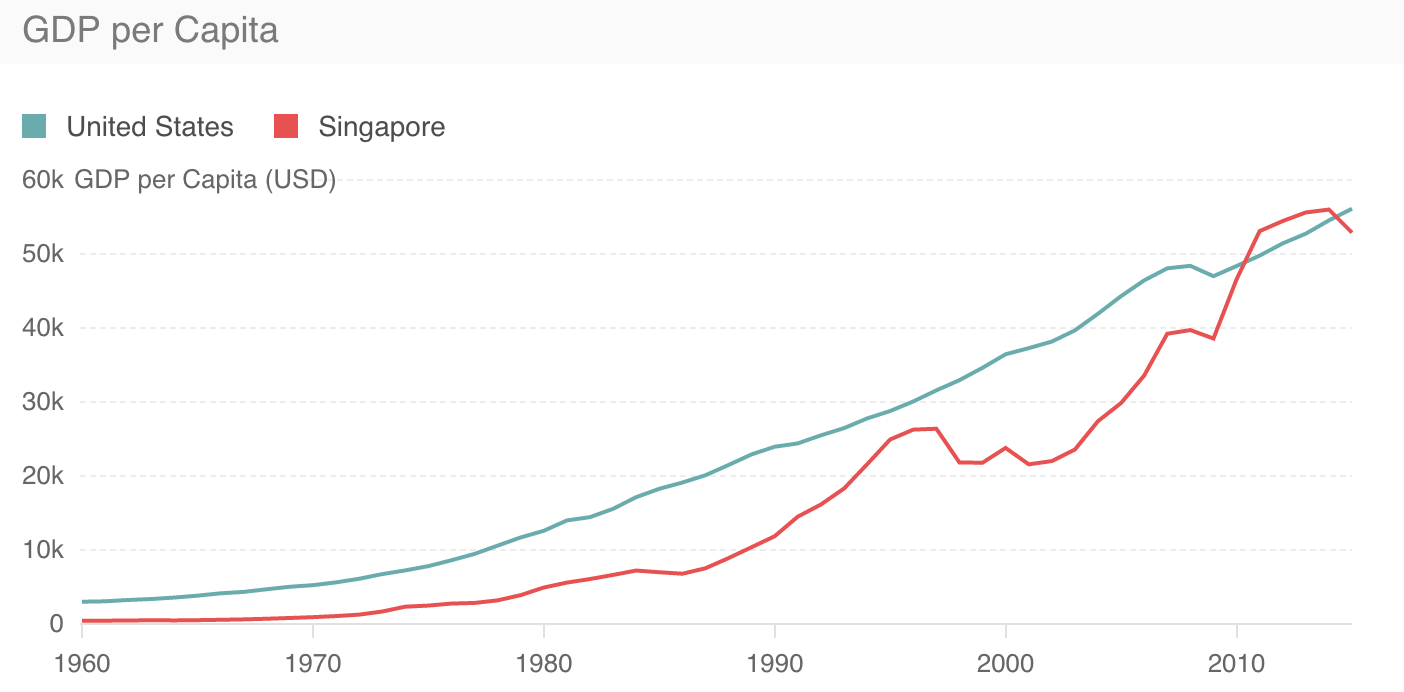 GDP per Capita
United States Singapore
60k GDP per Capita (USD)
50k
40k
30k
20k
10k
0
1960 1970 1980 1990 2000 2010